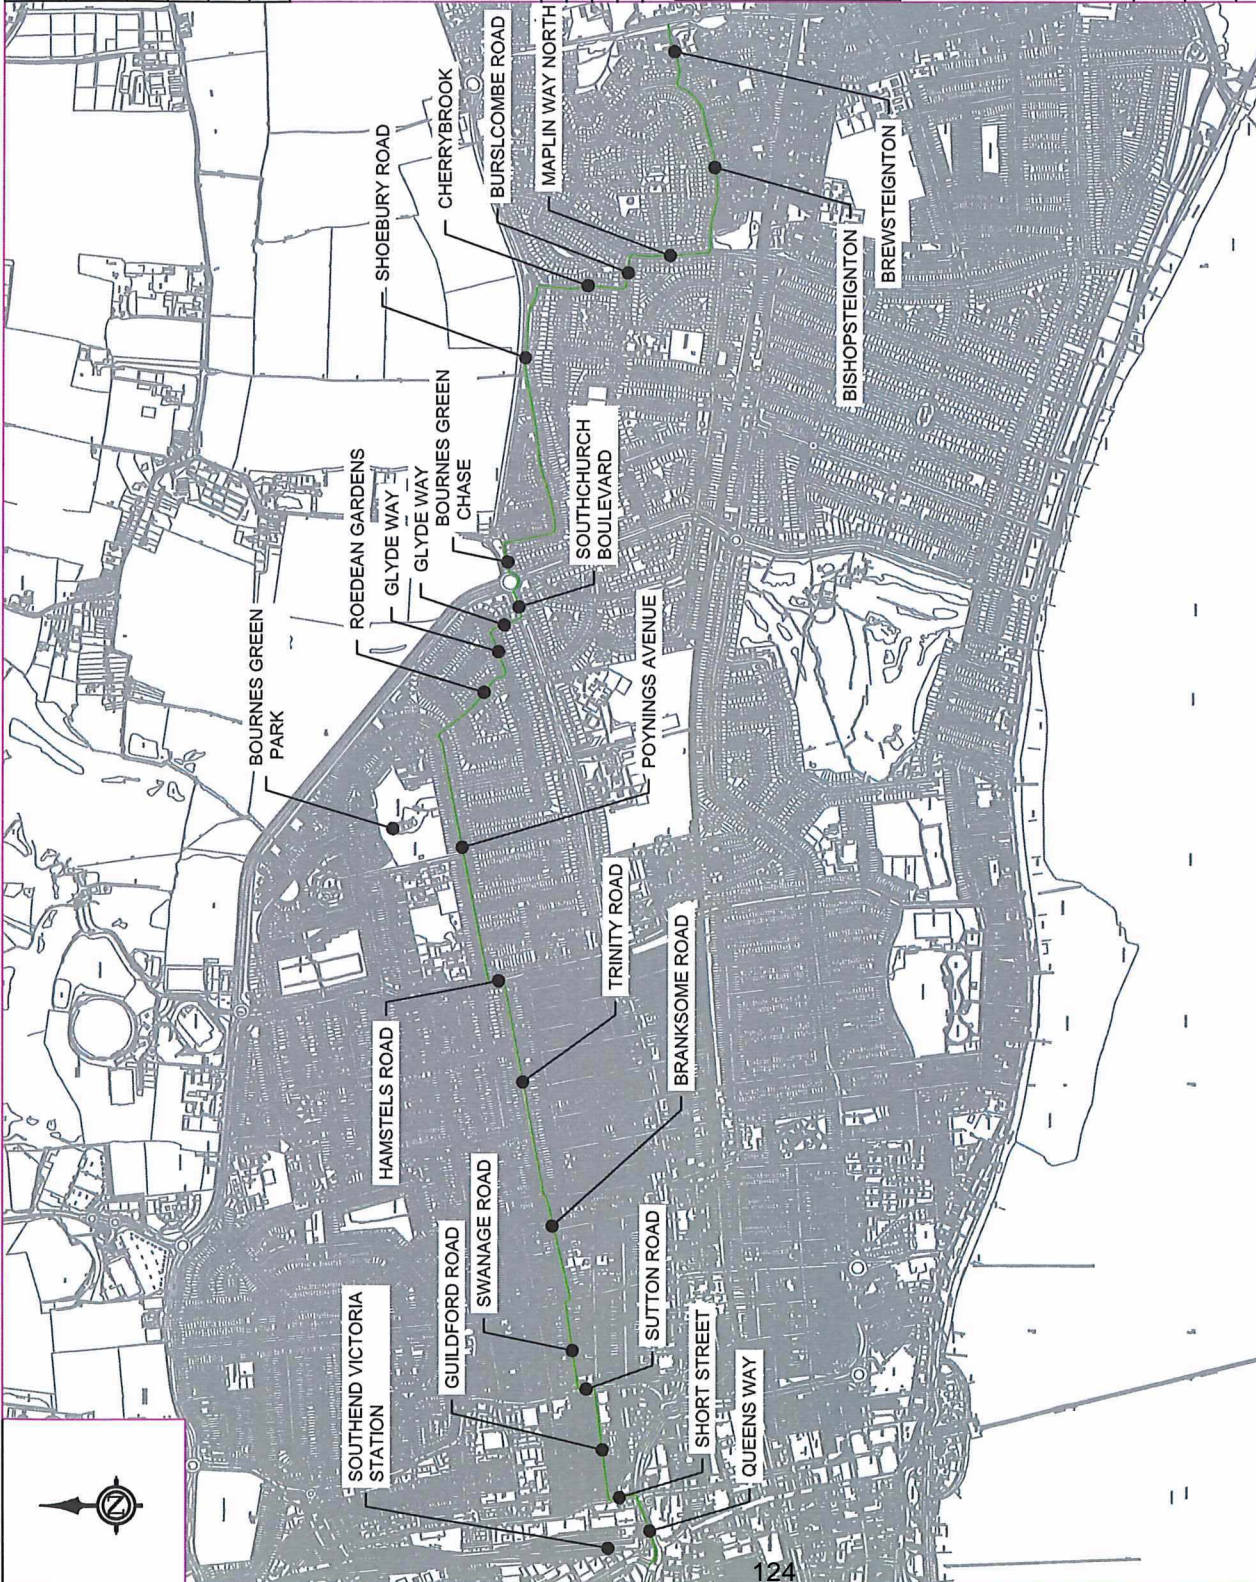 SOUTHEND VICTORIA
STATION
GUILDFORD ROAD
SWANAGE ROAD
SUTTON ROAD
SHORT STREET
QUEENS WAY
HAMSTELS ROAD
TRINITY ROAD
BRANKSOME ROAD
BOURNES GREEN
PARK
POYNINGS AVENUE
ROEDEAN GARDENS
GLYDE WAY
GLYDE WAY
BOURNES GREEN
CHASE
SOUTHCHURCH
BOULEVARD
SHOEBURY ROAD
CHERRYBROOK
BURSLCOMBE ROAD
MAPLIN WAY NORTH
BISHOPSTEIGNTON
BREWSTEIGNTON
N
124